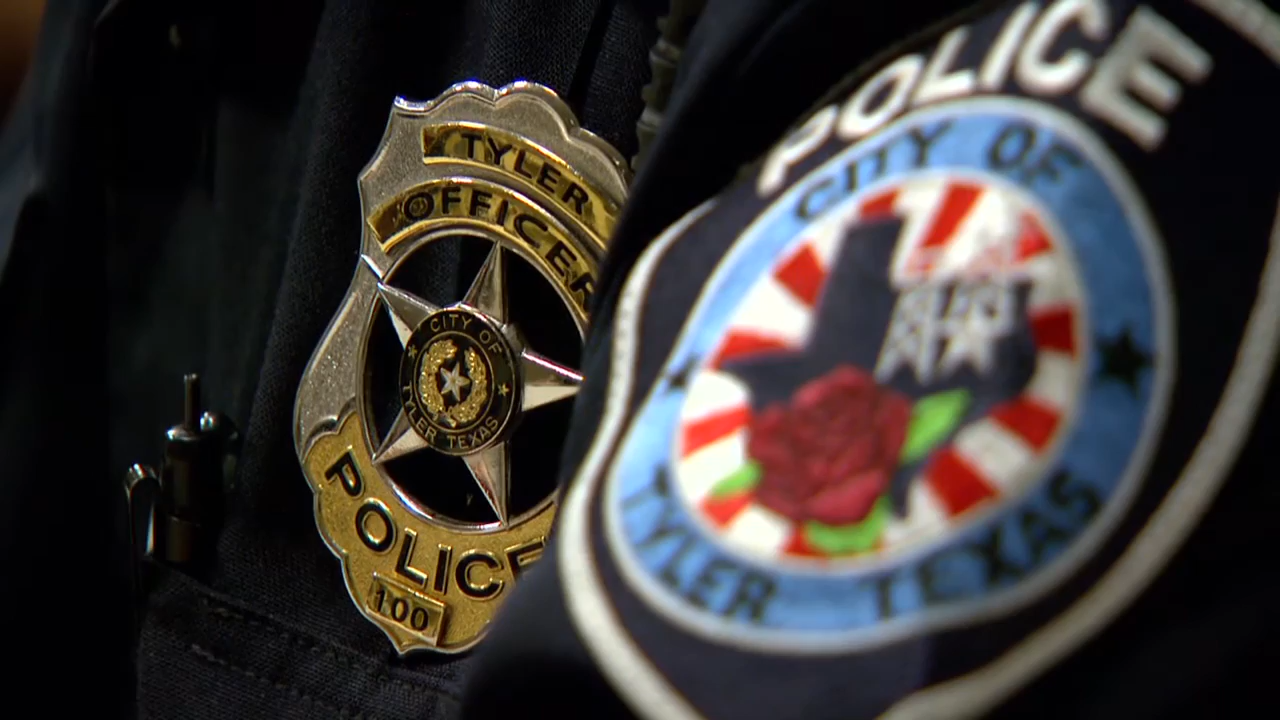 TYLER
OFFICER
CITY OF
TYLER TEXAS
POLICE
100
POLICE
CITY OF
TYLER TEXAS